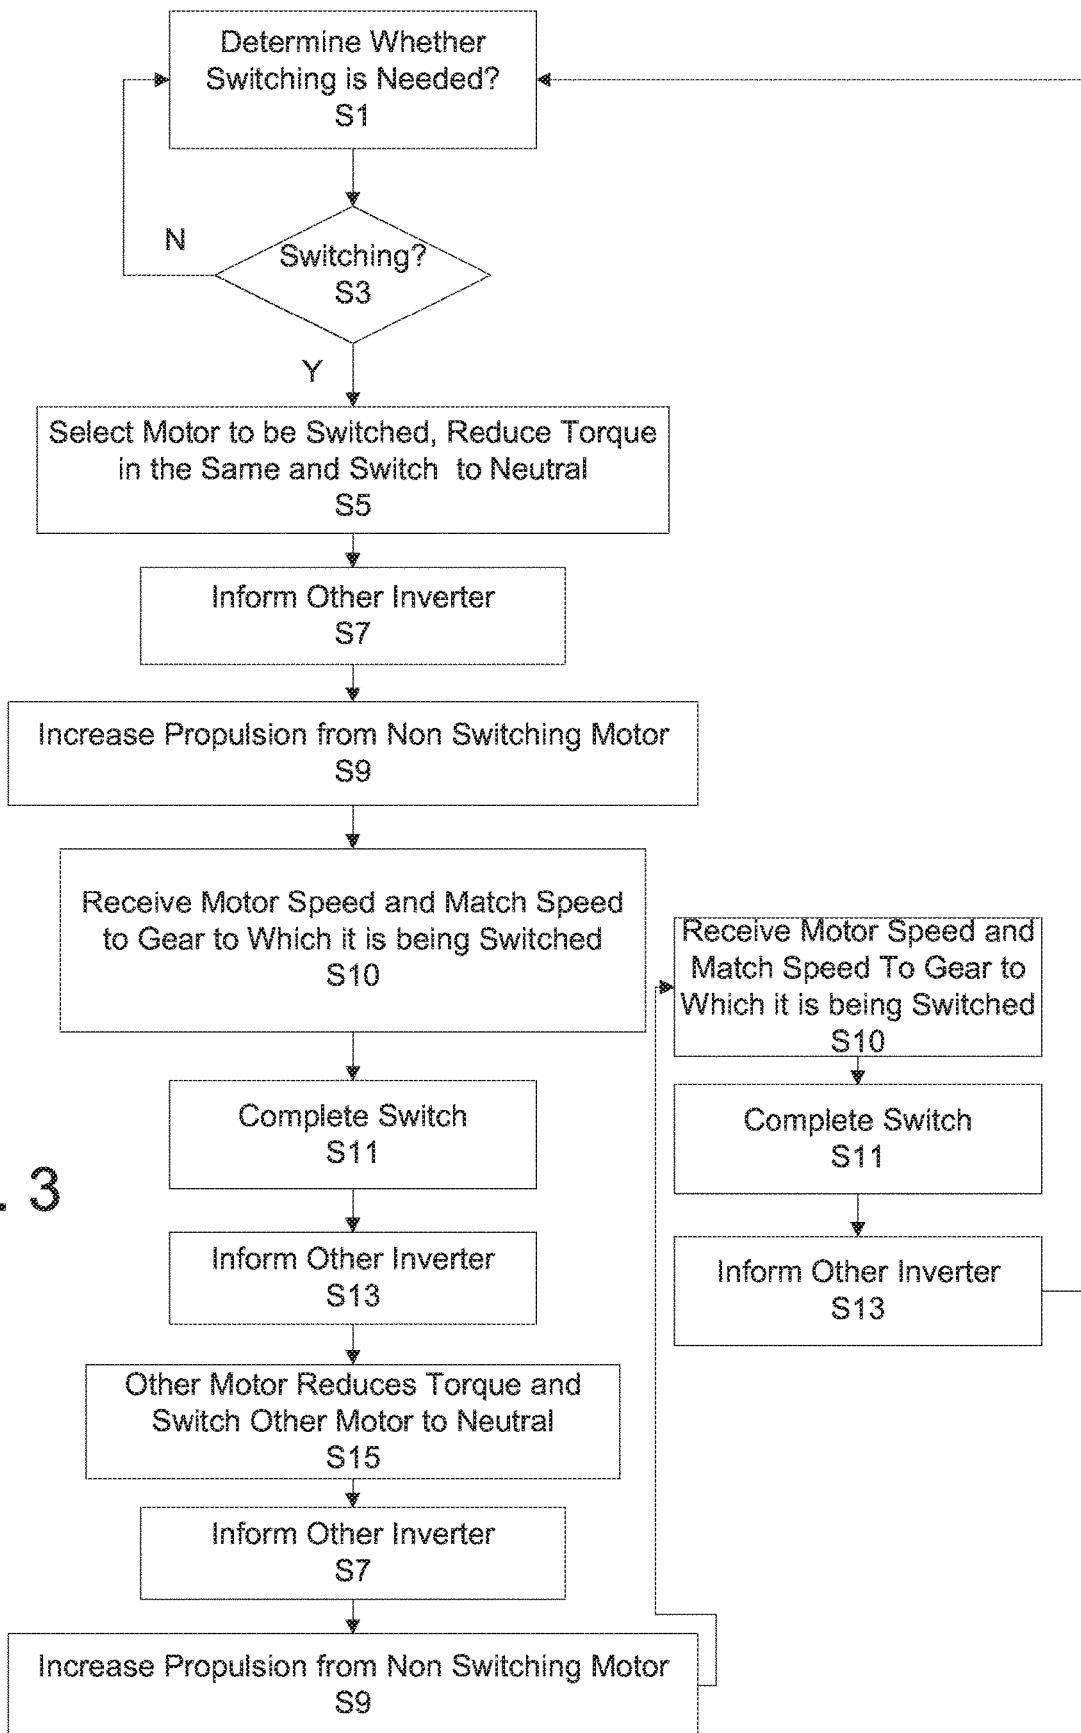 Determine Whether
Switching is Needed?
S1
N
Switching?
S3
Y
Select Motor to be Switched, Reduce Torque
in the Same and Switch to Neutral
S5
Inform Other Inverter
S7
Increase Propulsion from Non Switching Motor
S9
Receive Motor Speed and Match Speed
to Gear to Which it is being Switched
S10
Complete Switch
S11
Inform Other Inverter
S13
Other Motor Reduces Torque and
Switch Other Motor to Neutral
S15
Inform Other Inverter
S7
Increase Propulsion from Non Switching Motor
S9
Receive Motor Speed and
Match Speed To Gear to
Which it is being Switched
S10
Complete Switch
S11
Inform Other Inverter
S13
. 3